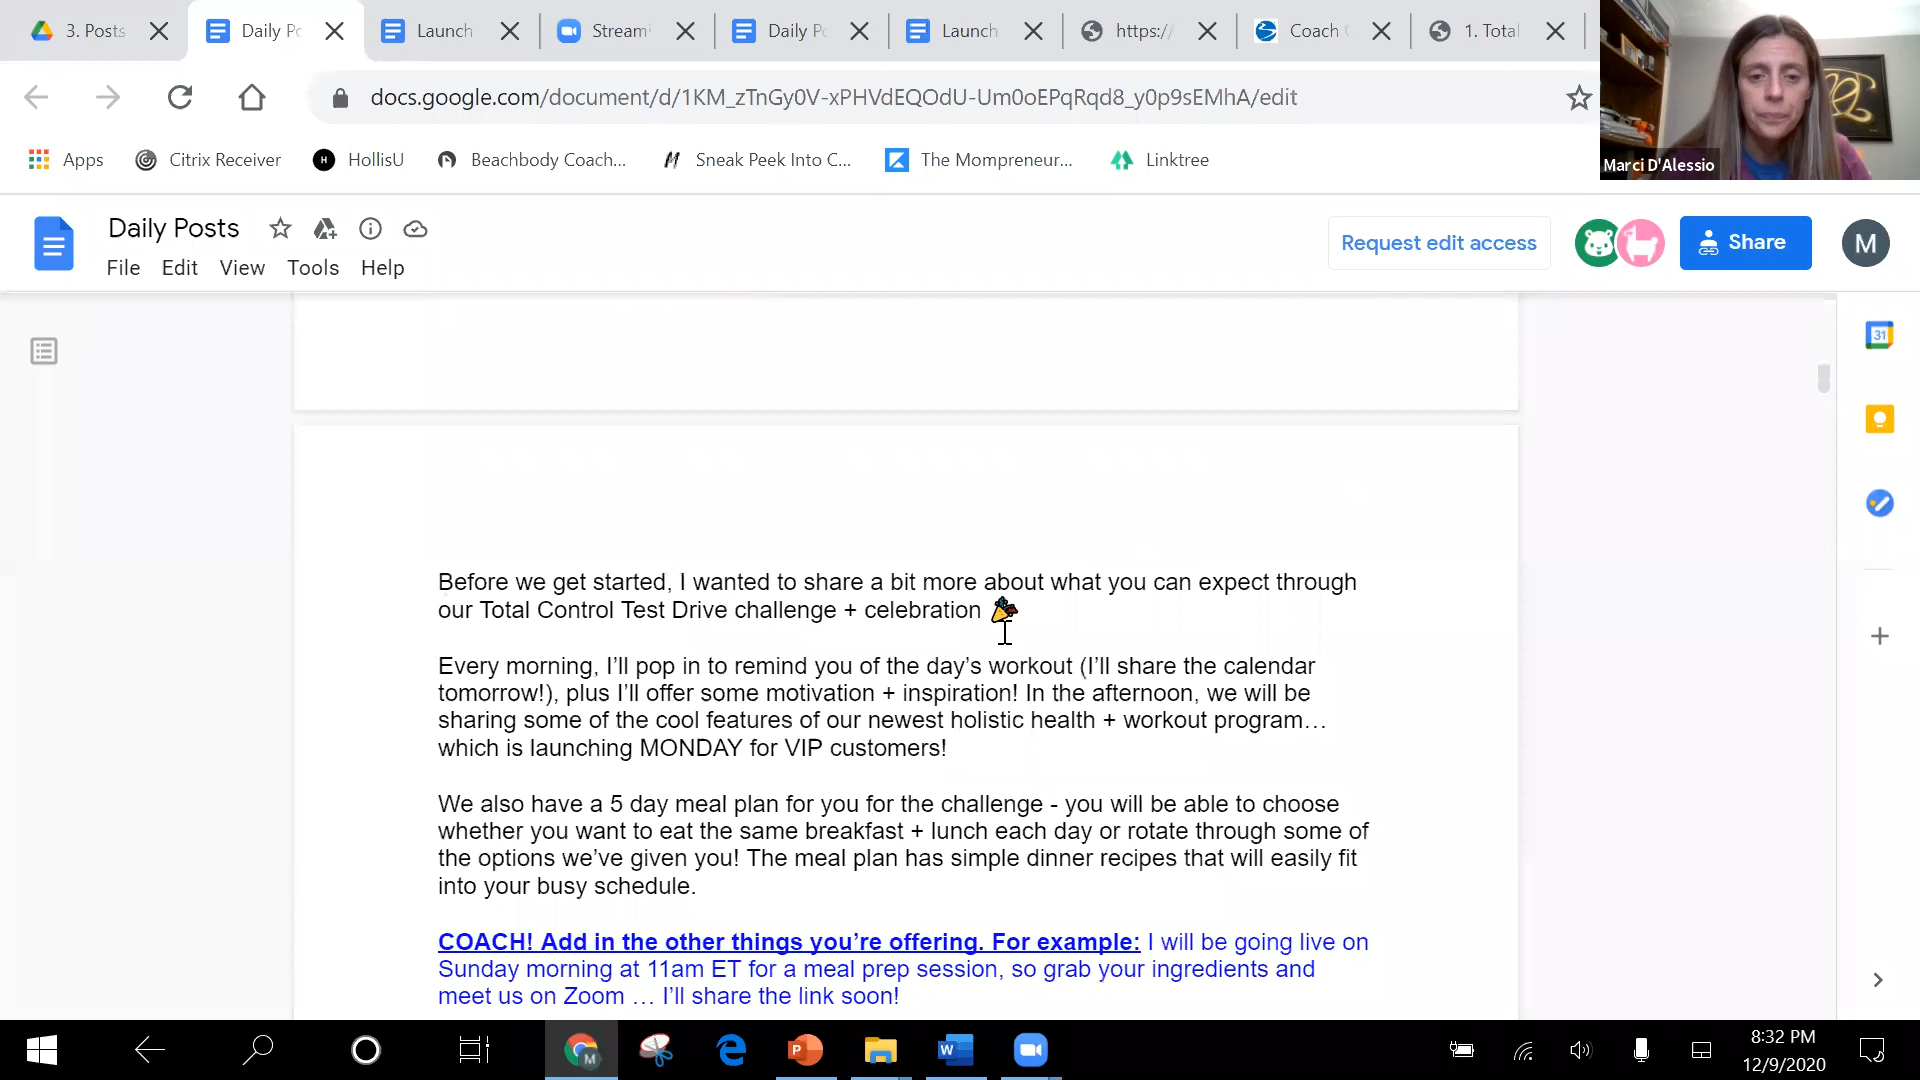 3. Posts
Daily Po
Launch
Stream
Daily Po
Launch
https://
Coach
1. Total
docs.google.com/document/d/1KM_zTnGy0V-xPHVdEQOdU-Um0oEPqRqd8_y0p9sEMhA/edit
Apps
Citrix Receiver
H
HollisU
Beachbody Coach...
Sneak Peek Into C...
The Mompreneur...
Linktree
Marci D'Alessio
Daily Posts
File Edit View Tools Help
Request edit access
Share
M
31
Before we get started, I wanted to share a bit more about what you can expect through
our Total Control Test Drive challenge + celebration
Every morning, I’ll pop in to remind you of the day’s workout (I’ll share the calendar
tomorrow!), plus I’ll offer some motivation + inspiration! In the afternoon, we will be
sharing some of the cool features of our newest holistic health + workout program…
which is launching MONDAY for VIP customers!
We also have a 5 day meal plan for you for the challenge - you will be able to choose
whether you want to eat the same breakfast + lunch each day or rotate through some of
the options we’ve given you! The meal plan has simple dinner recipes that will easily fit
into your busy schedule.
COACH! Add in the other things you’re offering. For example: I will be going live on
Sunday morning at 11am ET for a meal prep session, so grab your ingredients and
meet us on Zoom … I’ll share the link soon!
8:32 PM
12/9/2020